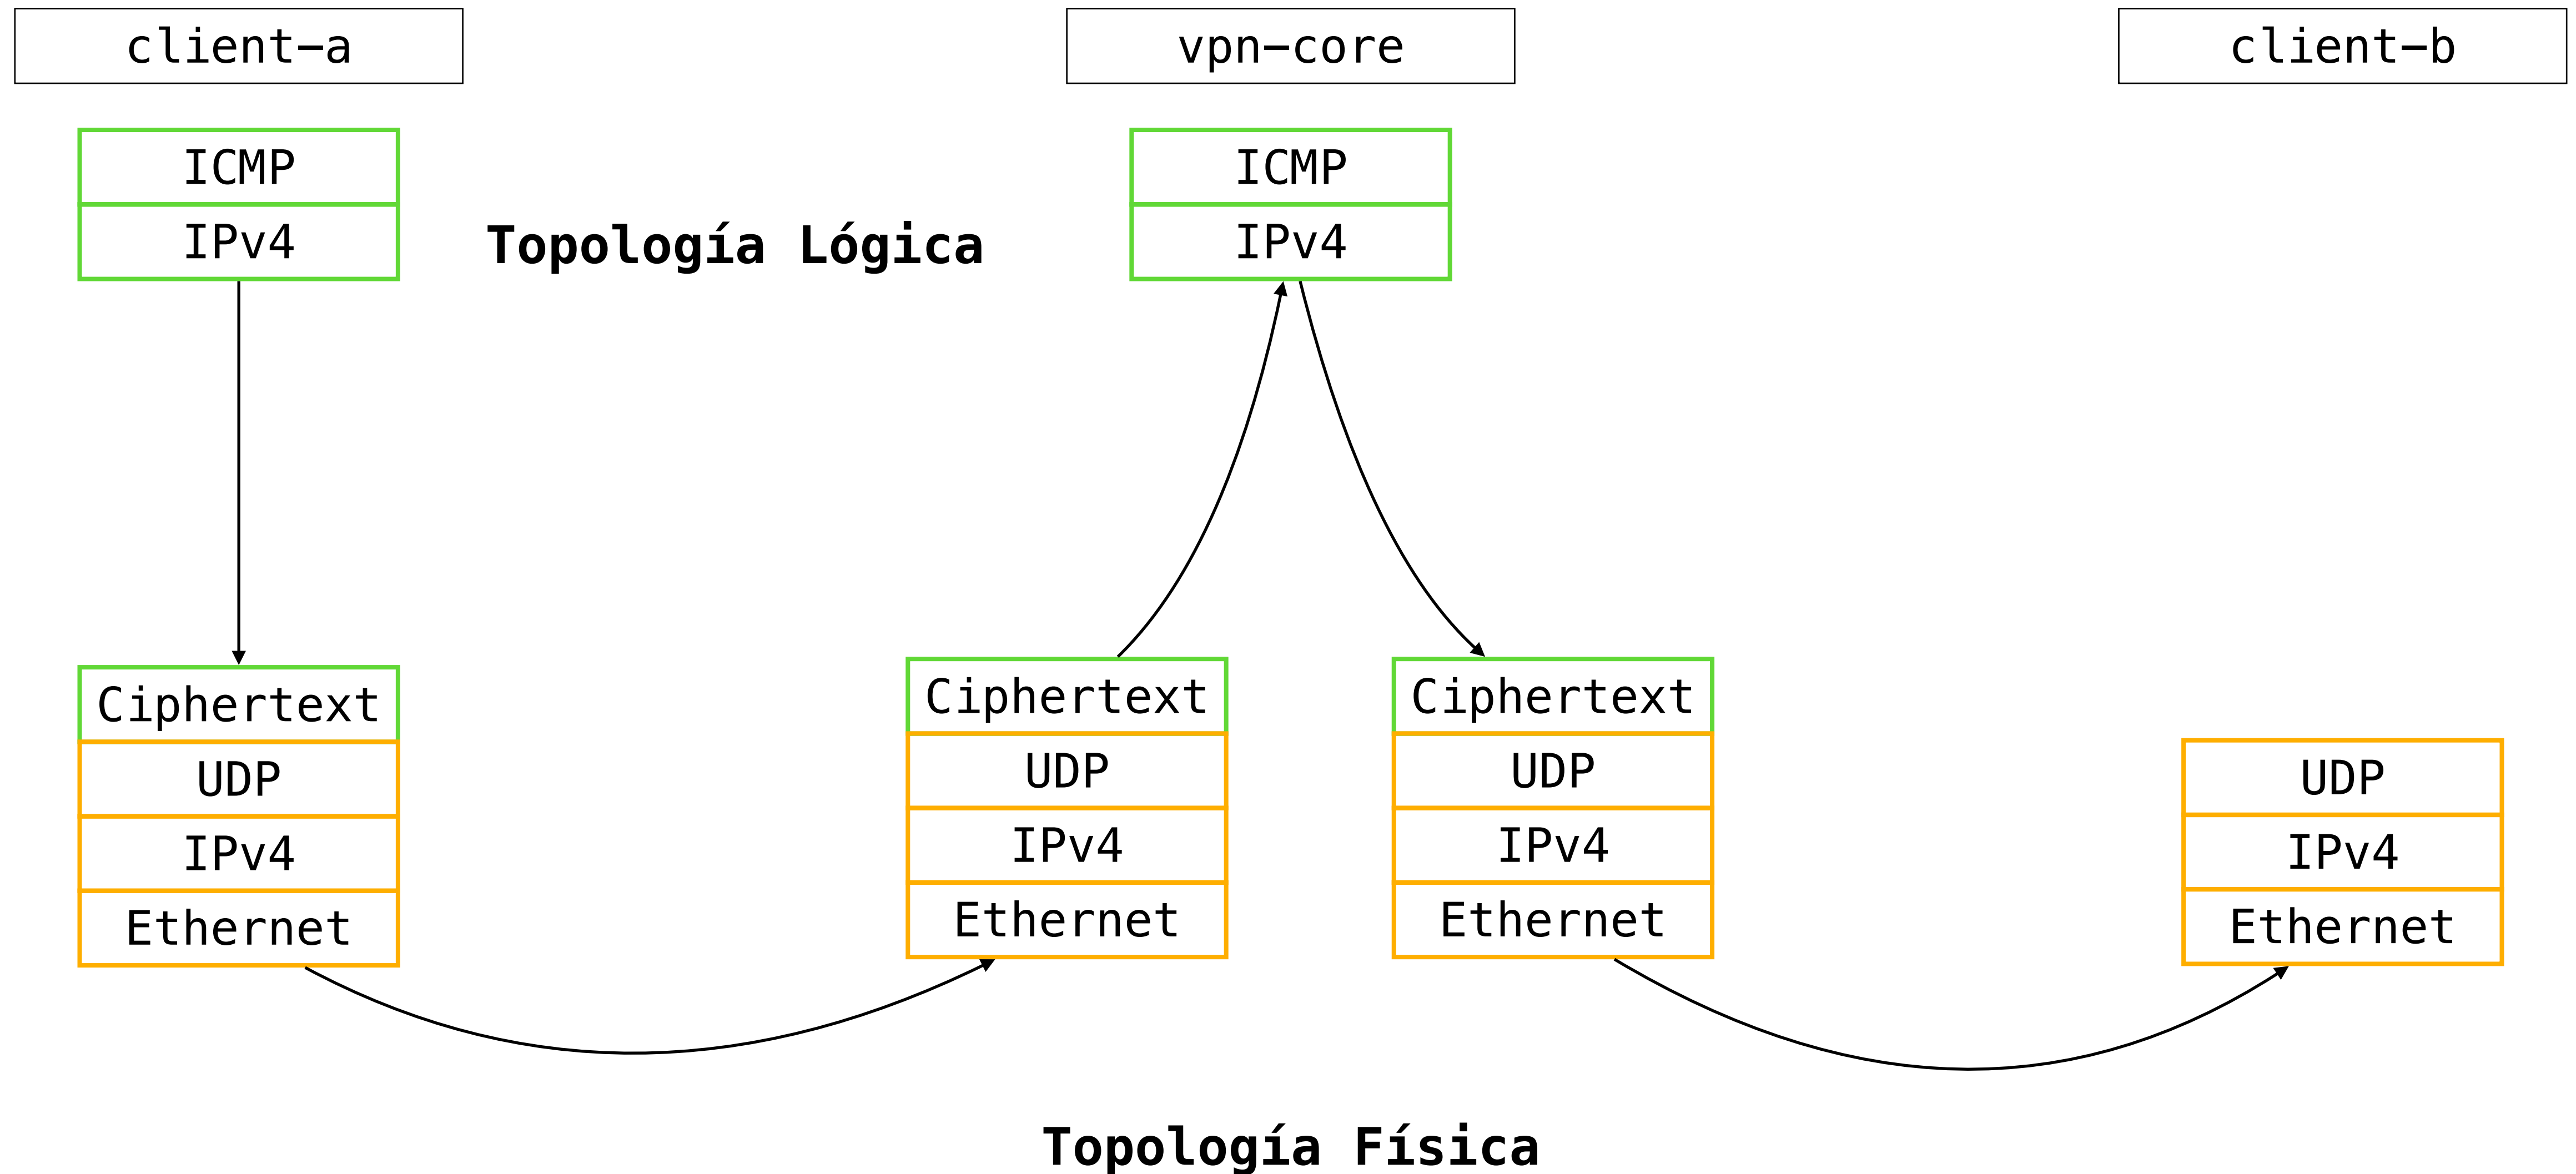 client-a
vpn-core
client-b
ICMP
IPv4
Topología Lógica
ICMP
IPv4
Ciphertext
UDP
IPv4
Ethernet
Ciphertext
UDP
IPv4
Ethernet
Ciphertext
UDP
IPv4
Ethernet
UDP
IPv4
Ethernet
Topología Física